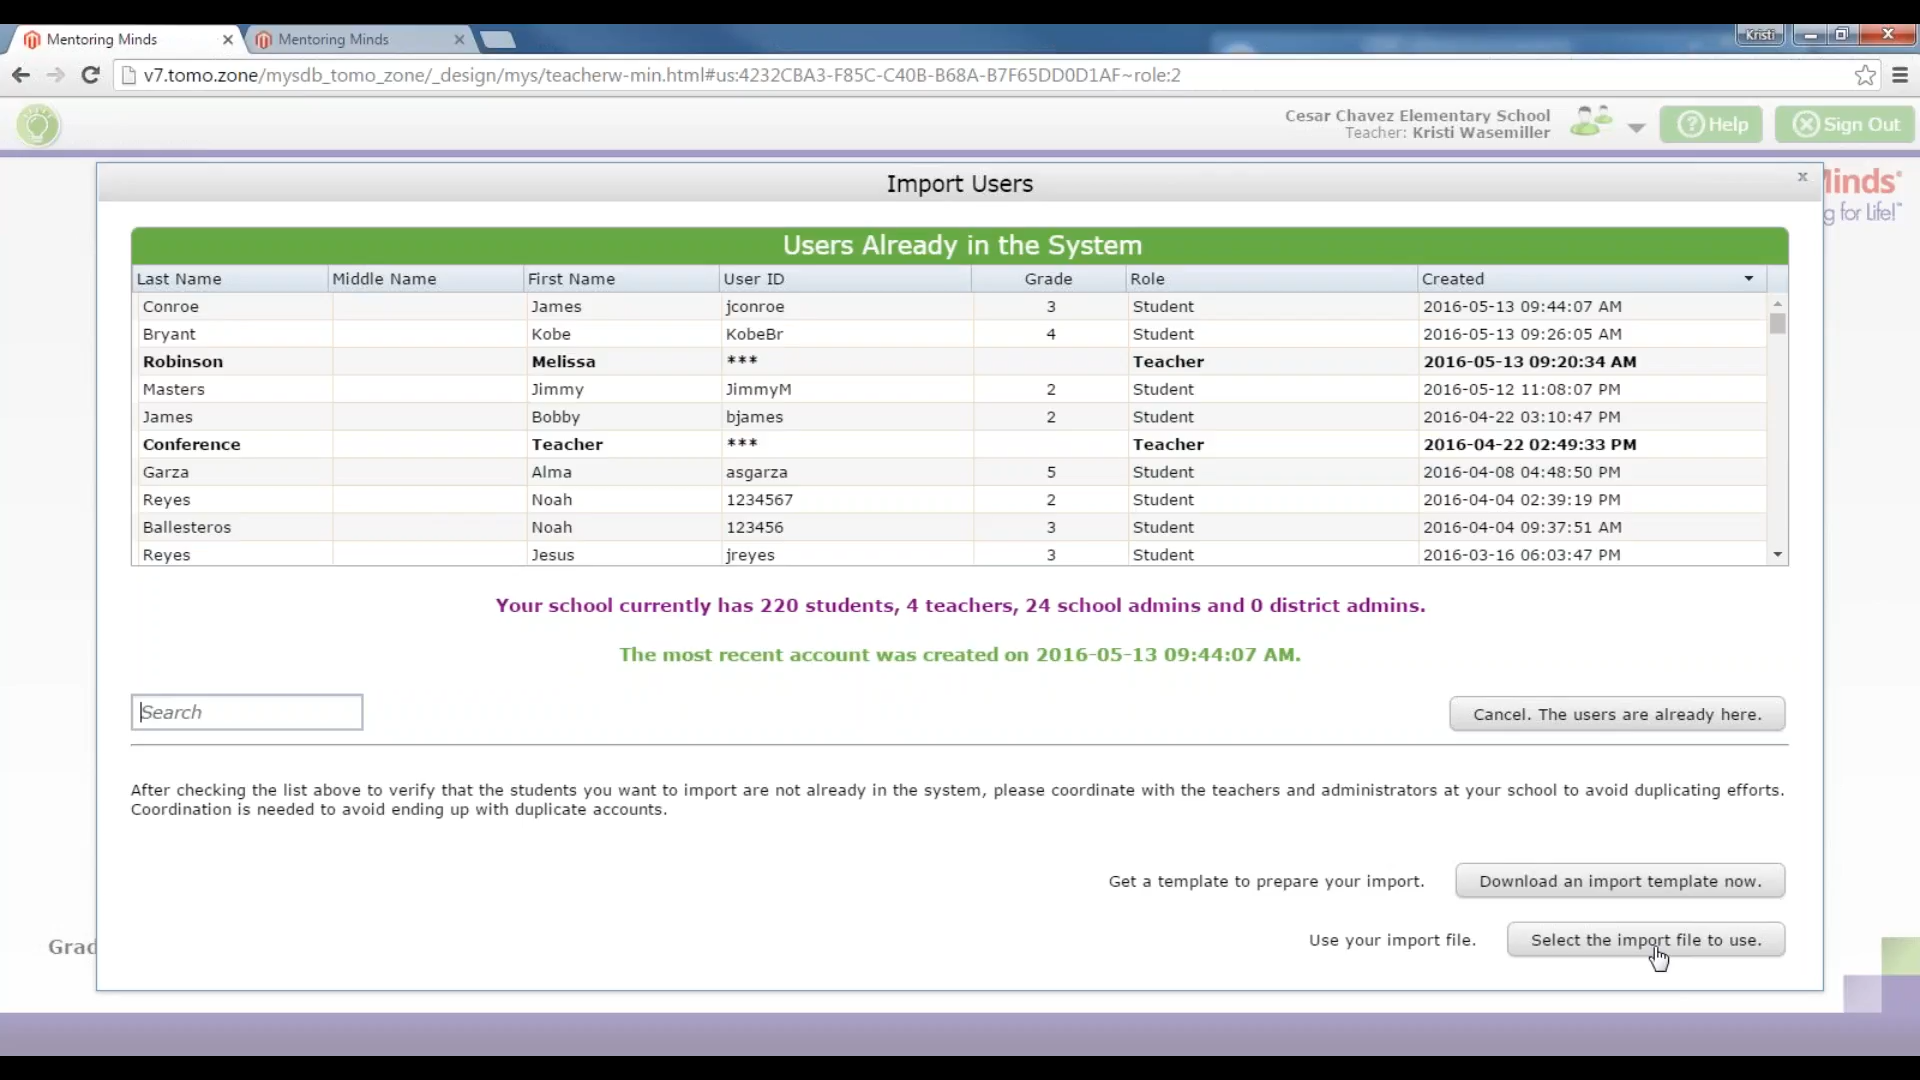 Mentoring Minds
Mentoring Minds
Kristi
v7.tomo.zone/mysdb_tomo_zone/_design/mys/teacherw-min.html#us:4232CBA3-F85C-C40B-B68A-B7F65DD0D1AF~role:2
Cesar Chavez Elementary School
Teacher: Kristi Wasemiller
Help
Sign Out
Import Users
x
Minds
g for Life!™
Users Already in the System
Last Name Middle Name First Name User ID Grade Role Created
Conroe James jconroe 3 Student 2016-05-13 09:44:07 AM
Bryant Kobe KobeBr 4 Student 2016-05-13 09:26:05 AM
Robinson Melissa *** Teacher 2016-05-13 09:20:34 AM
Masters Jimmy JimmyM 2 Student 2016-05-12 11:08:07 PM
James Bobby bjames 2 Student 2016-04-22 03:10:47 PM
Conference Teacher *** Teacher 2016-04-22 02:49:33 PM
Garza Alma asgarza 5 Student 2016-04-08 04:48:50 PM
Reyes Noah 1234567 2 Student 2016-04-04 02:39:19 PM
Ballesteros Noah 123456 3 Student 2016-04-04 09:37:51 AM
Reyes Jesus jreyes 3 Student 2016-03-16 06:03:47 PM
Your school currently has 220 students, 4 teachers, 24 school admins and 0 district admins.
The most recent account was created on 2016-05-13 09:44:07 AM.
Search
Cancel. The users are already here.
After checking the list above to verify that the students you want to import are not already in the system, please coordinate with the teachers and administrators at your school to avoid duplicating efforts.
Coordination is needed to avoid ending up with duplicate accounts.
Get a template to prepare your import. Download an import template now.
Use your import file. Select the import file to use.
Grad